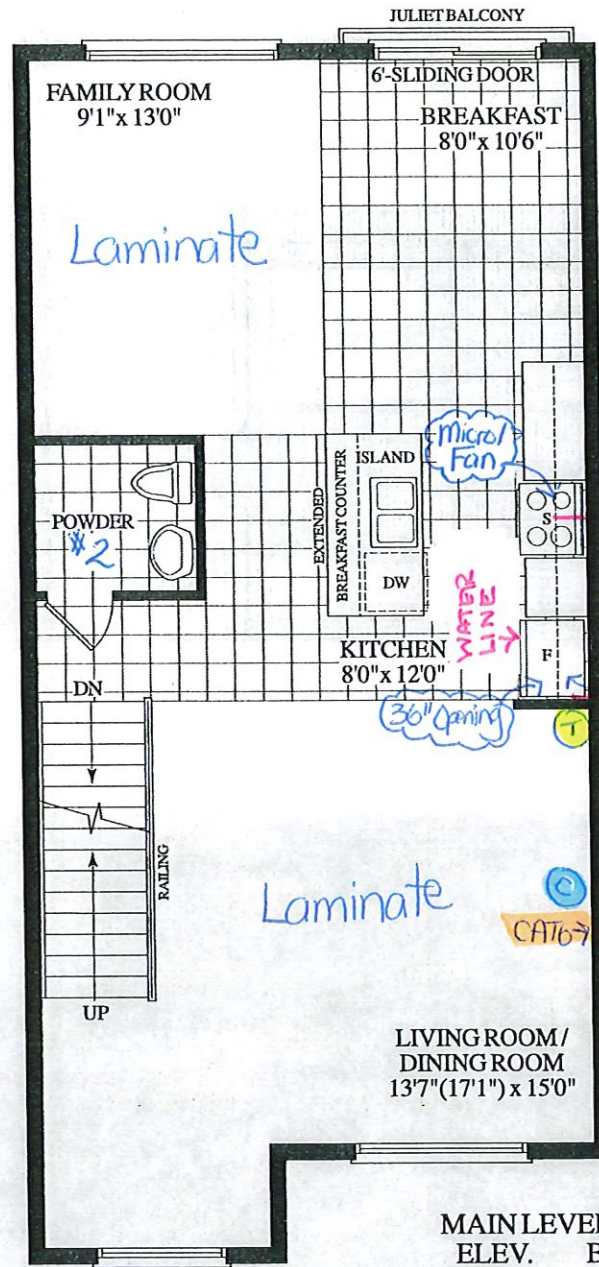 JULIET BALCONY
6'-SLIDING DOOR
FAMILY ROOM
9'1" x 13'0"
BREAKFAST
8'0" x 10'6"
Laminate
Micro/
Fan
ISLAND
EXTENDED
BREAKFAST COUNTER
S
DW
POWDER
#2
WATER
LINE
F
KITCHEN
8'0" x 12'0"
DN
36" Opening
T
RAILING
Laminate
CAT6→
UP
LIVING ROOM /
DINING ROOM
13'7"(17'1") x 15'0"
MAIN LEVEL
ELEV. B